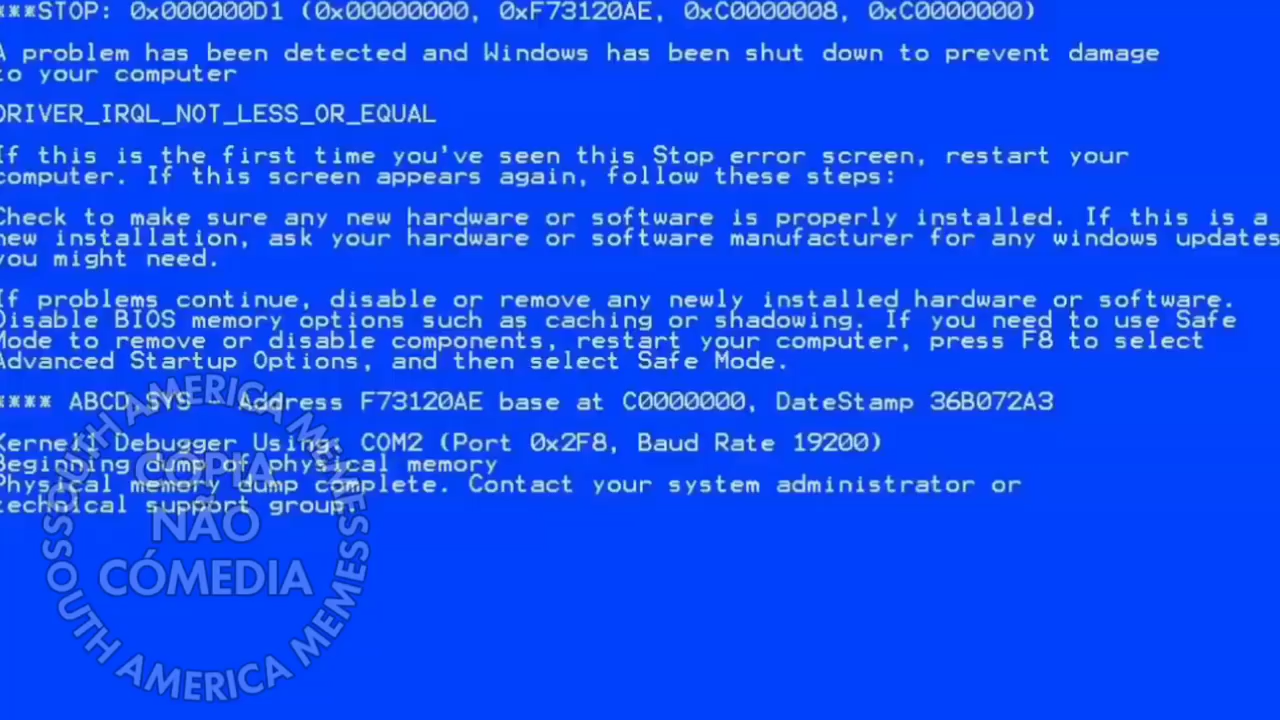 ***STOP: 0x000000D1 (0x00000000, 0xF73120AE, 0xC0000008, 0xC0000000)
A problem has been detected and Windows has been shut down to prevent damage
to your computer
DRIVER_IRQL_NOT_LESS_OR_EQUAL
If this is the first time you've seen this Stop error screen, restart your
computer. If this screen appears again, follow these steps:
Check to make sure any new hardware or software is properly installed. If this is a
new installation, ask your hardware or software manufacturer for any windows updates
you might need.
If problems continue, disable or remove any newly installed hardware or software.
Disable BIOS memory options such as caching or shadowing. If you need to use Safe
Mode to remove or disable components, restart your computer, press F8 to select
Advanced Startup Options, and then select Safe Mode.
**** ABCD.SYS - Address F73120AE base at C0000000, DateStamp 36B072A3
Kernel1 Debugger Using: COM2 (Port 0x2F8, Baud Rate 19200)
Beginning dump of physical memory
Physical memory dump complete. Contact your system administrator or
technical support group.
SOUTH AMERICA MEMES
CÓPIA
NÃO
CÓMEDIA
SOUTH AMERICA MEMES